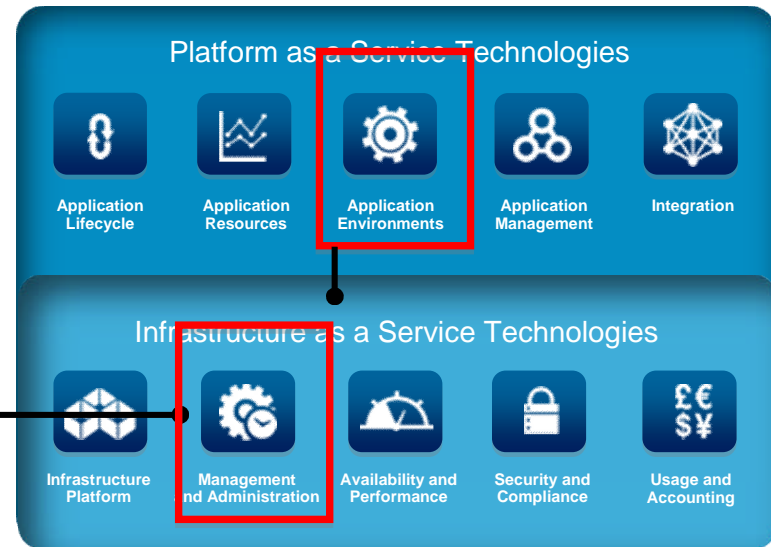 Platform as a Service Technologies
Application
Lifecycle
Application
Resources
Application
Environments
Application
Management
Integration
Infrastructure as a Service Technologies
£€
$¥
Infrastructure
Platform
Management
and Administration
Availability and
Performance
Security and
Compliance
Usage and
Accounting